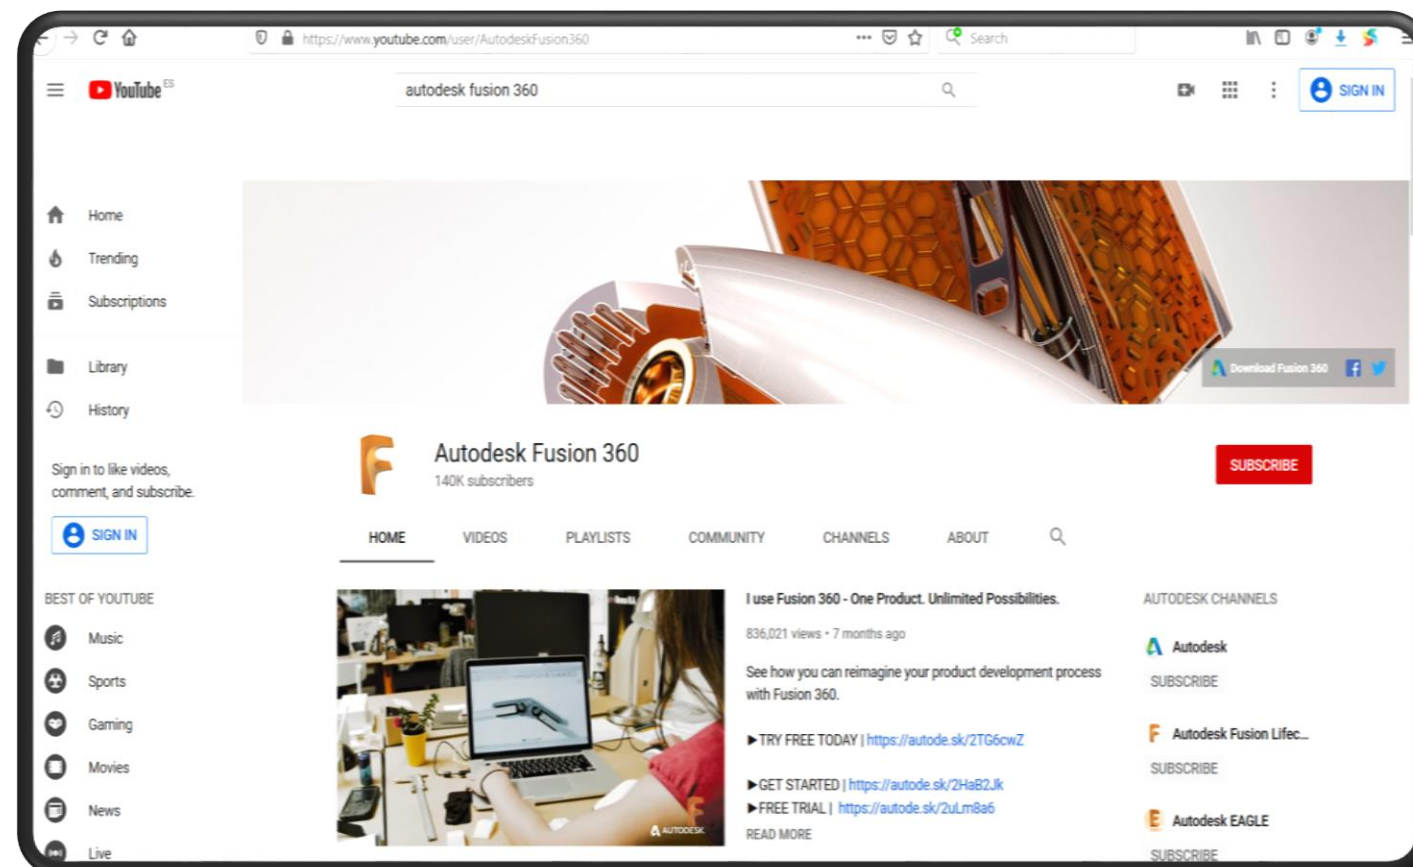 https://www.youtube.com/user/AutodeskFusion360
Search
YouTube ES
autodesk fusion 360
SIGN IN
Home
Trending
Subscriptions
Library
History
Sign in to like videos,
comment, and subscribe.
SIGN IN
BEST OF YOUTUBE
Music
Sports
Gaming
Movies
News
Live
Download Fusion 360
Autodesk Fusion 360
140K subscribers
SUBSCRIBE
HOME VIDEOS PLAYLISTS COMMUNITY CHANNELS ABOUT
AUTODESK
I use Fusion 360 - One Product. Unlimited Possibilities.
836,021 views • 7 months ago
See how you can reimagine your product development process
with Fusion 360.
►TRY FREE TODAY | https://autode.sk/2TG6cwZ
►GET STARTED | https://autode.sk/2HaB2Jk
►FREE TRIAL | https://autode.sk/2uLm8a6
READ MORE
AUTODESK CHANNELS
Autodesk
SUBSCRIBE
Autodesk Fusion Lifec...
SUBSCRIBE
Autodesk EAGLE
SUBSCRIBE